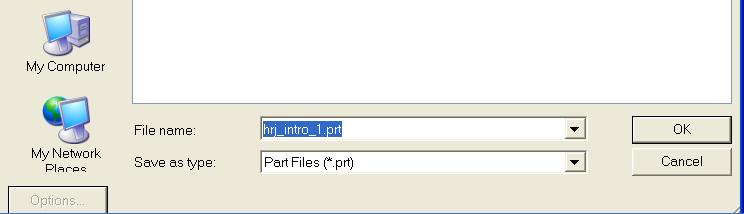 My Computer
My Network
Places
File name:
hrj_intro_1.prt
OK
Save as type:
Part Files (*.prt)
Cancel
Options...